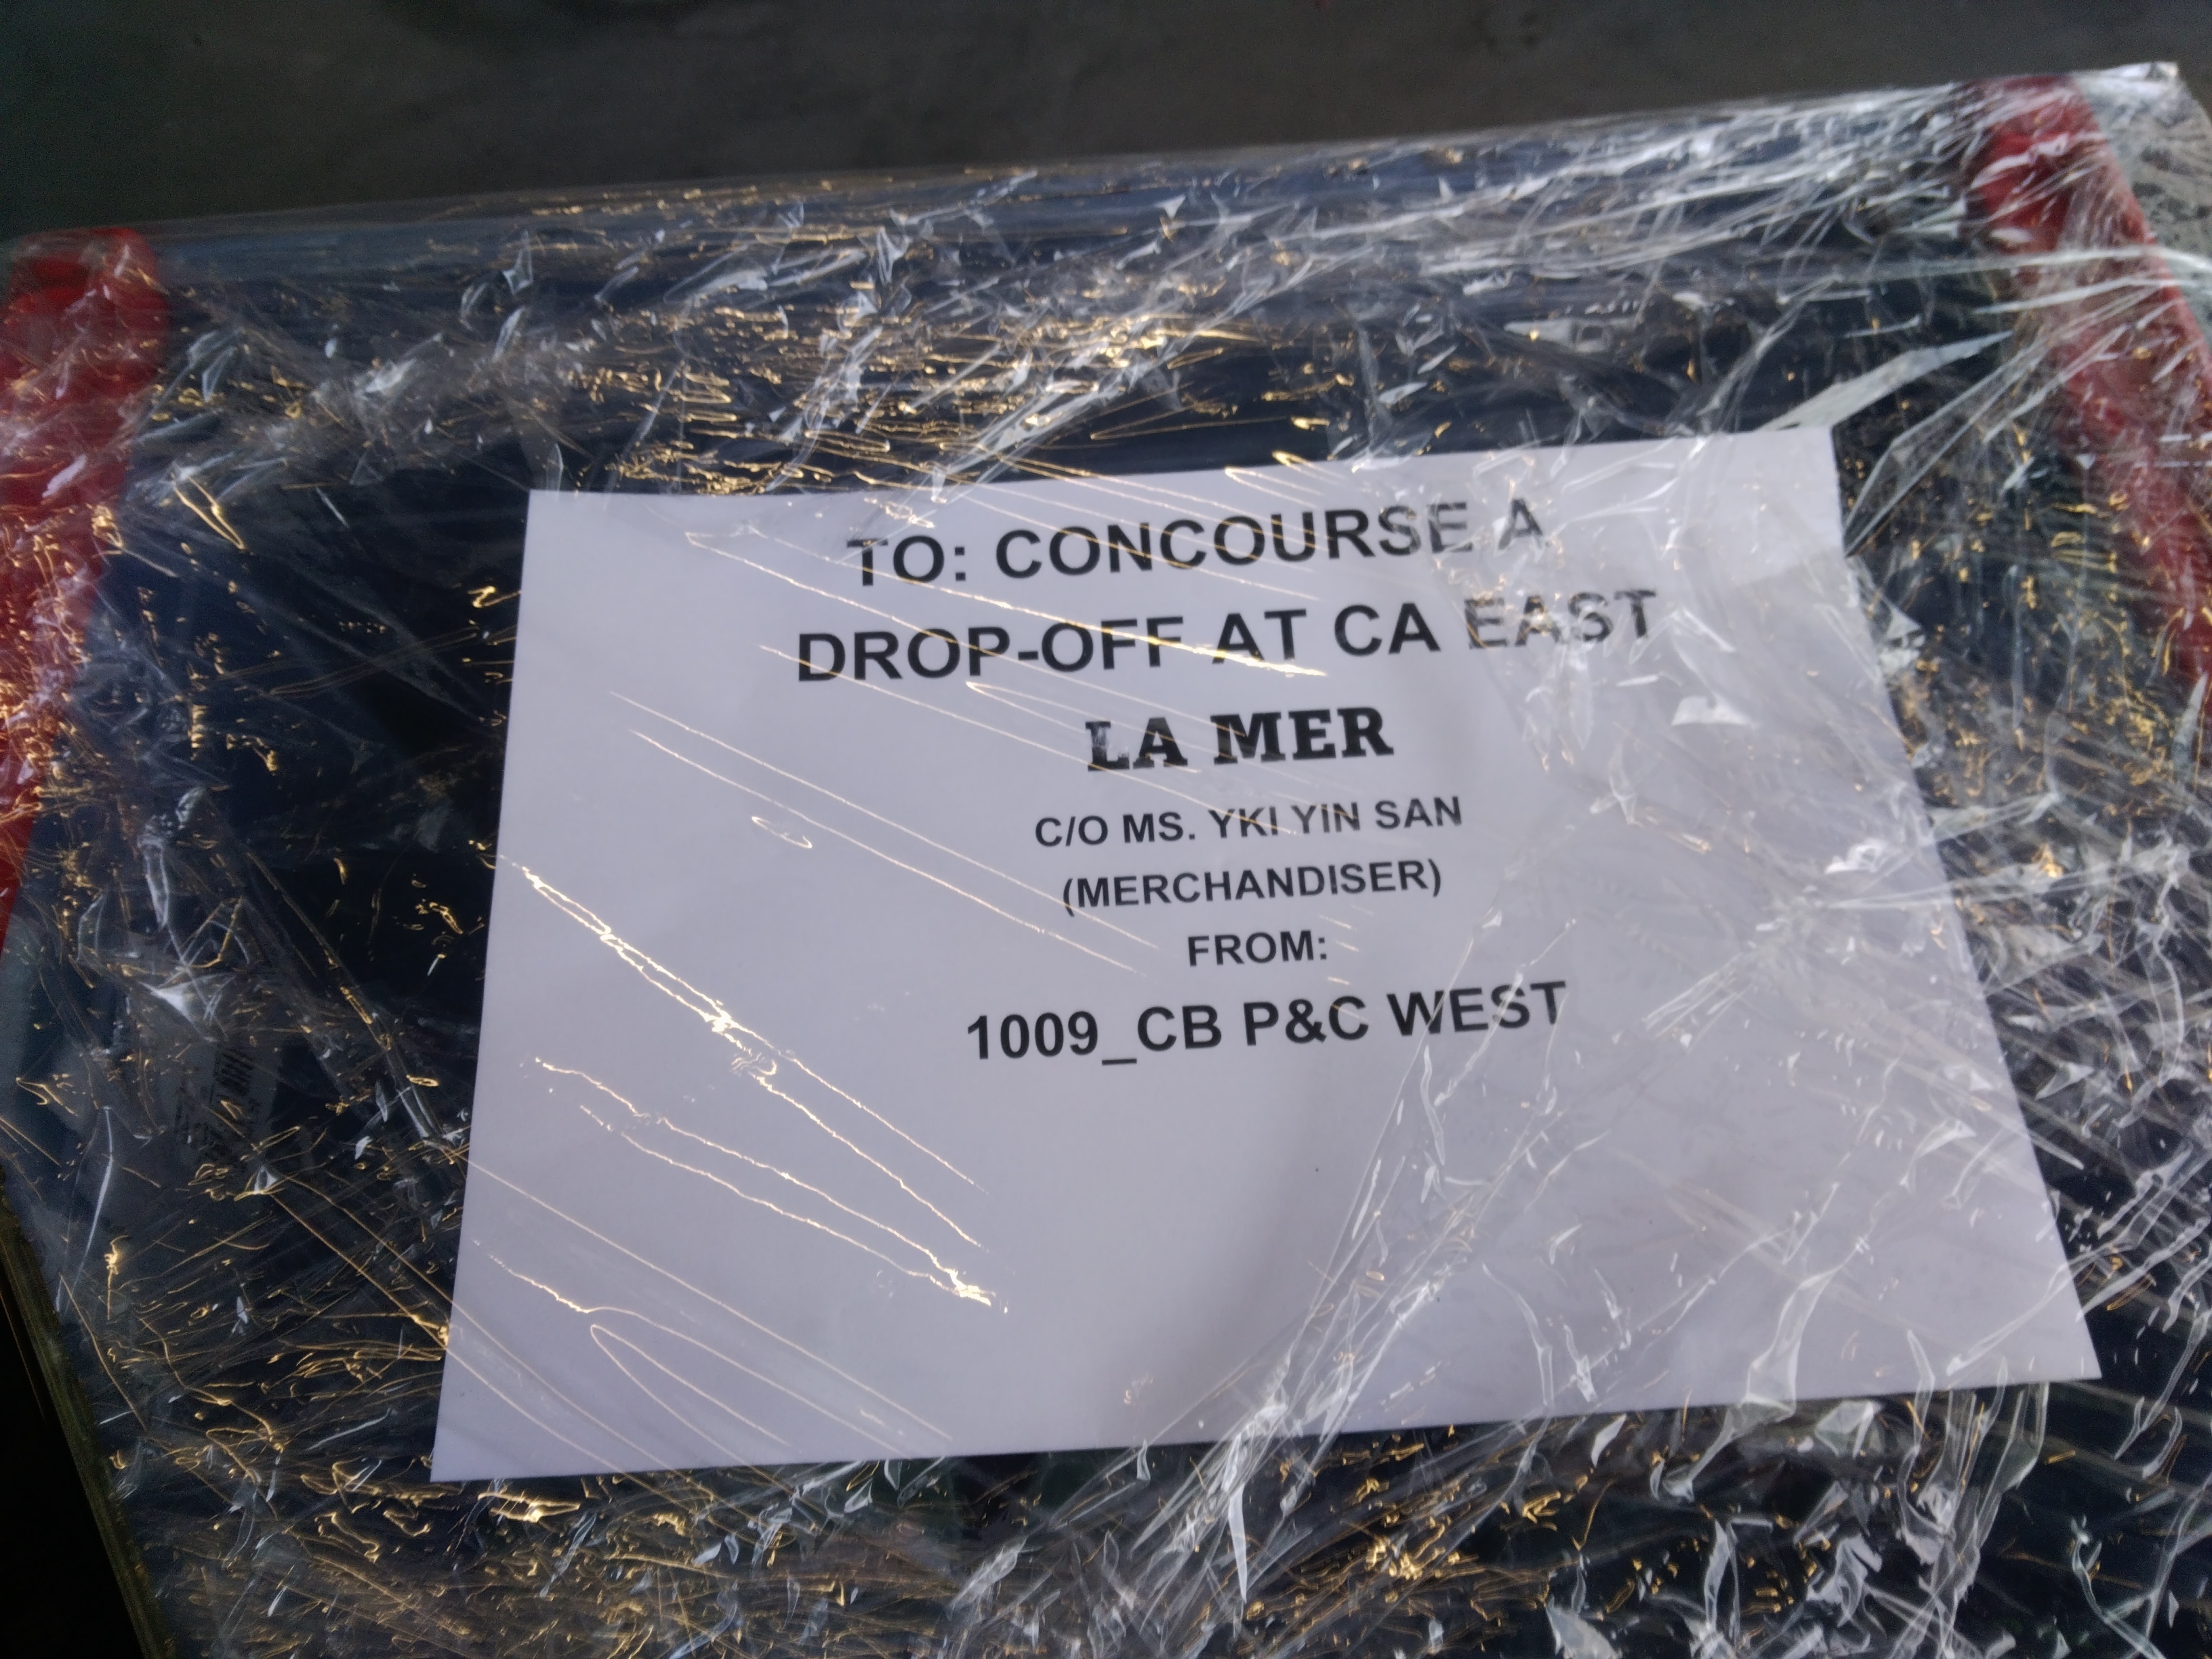 TO: CONCOURSE A
DROP-OFF AT CA EAST
LA MER
C/O MS. YKI YIN SAN
(MERCHANDISER)
FROM:
1009_CB P&C WEST